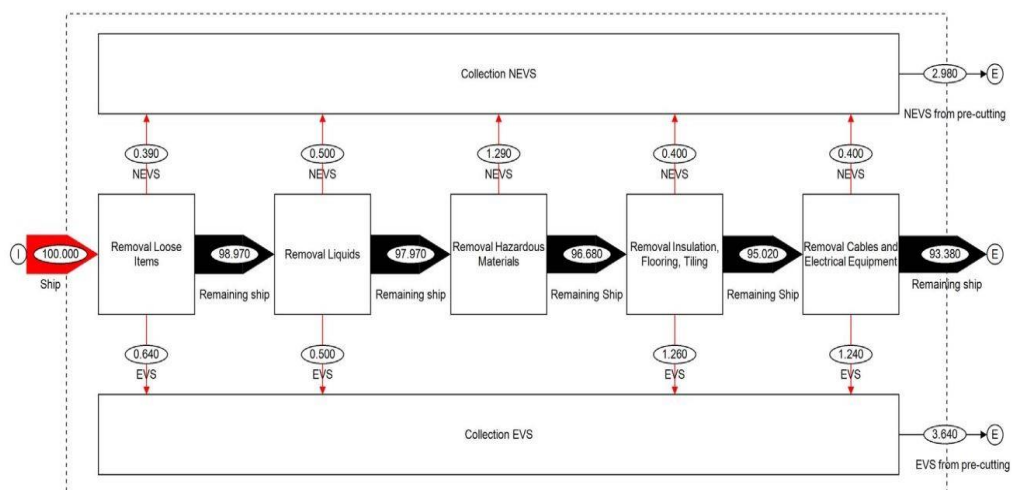 Collection NEVS
2.980
E
NEVS from pre-cutting
0.390
NEVS
0.500
NEVS
1.290
NEVS
0.400
NEVS
0.400
NEVS
I
100.000
Ship
Removal Loose
Items
98.970
Remaining ship
Removal Liquids
97.970
Remaining ship
Removal Hazardous
Materials
96.680
Remaining Ship
Removal Insulation,
Flooring, Tiling
95.020
Remaining Ship
Removal Cables and
Electrical Equipment
93.380
Remaining ship
E
0.640
EVS
0.500
EVS
1.260
EVS
1.240
EVS
Collection EVS
3.640
E
EVS from pre-cutting